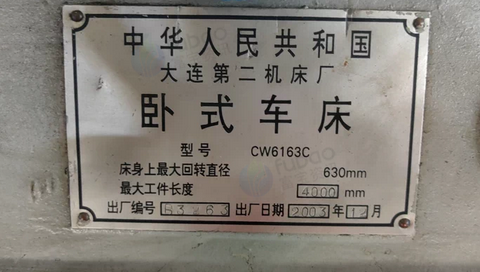 中华人民共和国
大连第二机床厂
卧式车床
型号 CW6163C
床身上最大回转直径 630mm
最大工件长度 4000 mm
出厂编号 出厂日期 2003 年 12 月